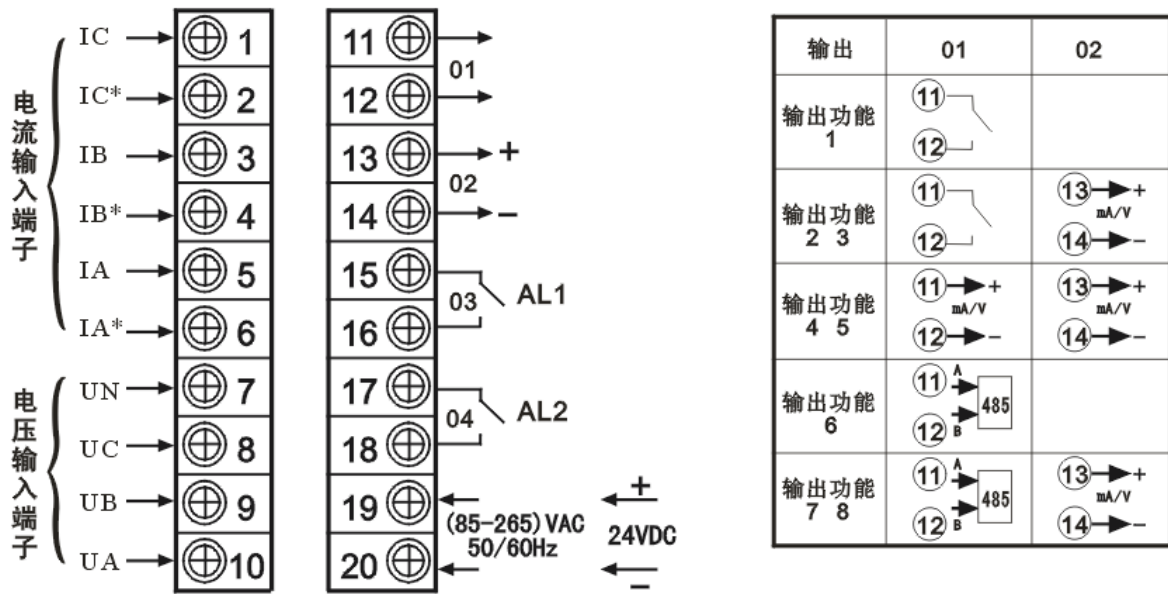 电流输入端子
IC
IC*
IB
IB*
IA
IA*
电压输入端子
UN
UC
UB
UA
1
2
3
4
5
6
7
8
9
10
11
12
13
14
15
16
17
18
19
20
01
+
02
−
03
AL1
04
AL2
(85-265)VAC
50/60Hz
+
24VDC
−
输出 01 02
输出功能
1
11
12
输出功能
2 3
11
12
13 +
mA/V
14 −
输出功能
4 5
11 +
mA/V
12 −
13 +
mA/V
14 −
输出功能
6
11 A
485
12 B
输出功能
7 8
11 A
485
12 B
13 +
mA/V
14 −